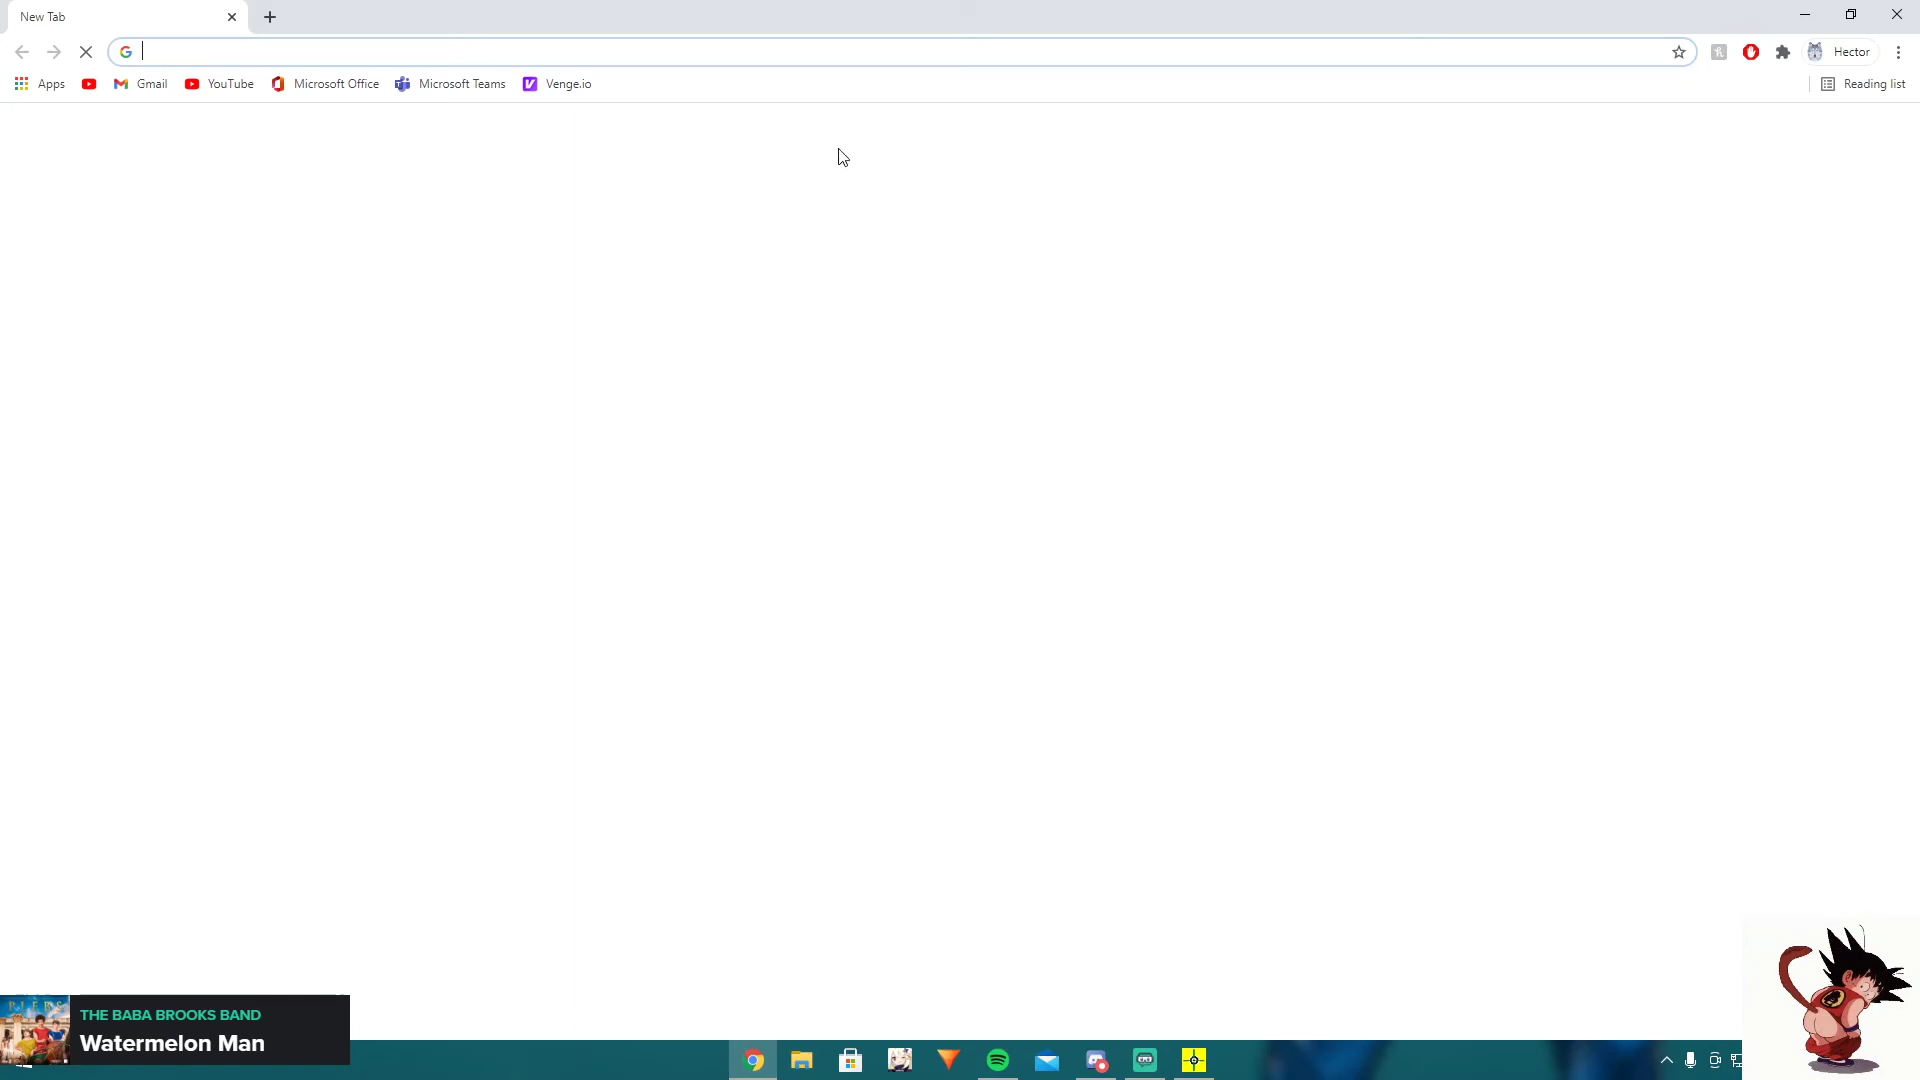 New Tab
Hector
Apps
Gmail
YouTube
Microsoft Office
Microsoft Teams
Venge.io
Reading list
PLEBS
THE BABA BROOKS BAND
Watermelon Man